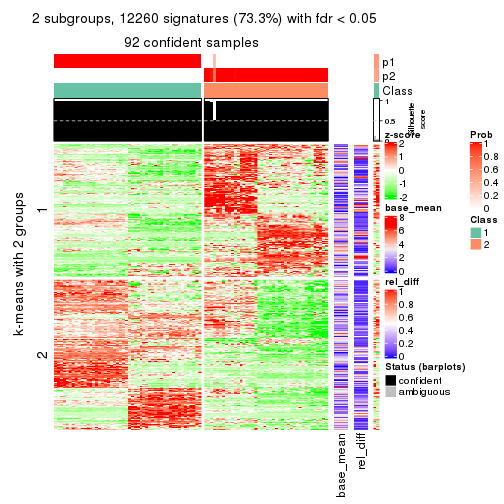 2 subgroups, 12260 signatures (73.3%) with fdr < 0.05
92 confident samples
p1
p2
Class
1
0.5
0
Silhouette
score
k-means with 2 groups
1
2
z-score
2
1
0
-1
-2
base_mean
8
6
4
2
0
rel_diff
1
0.8
0.6
0.4
0.2
0
Status (barplots)
confident
ambiguous
Prob
1
0.8
0.6
0.4
0.2
0
Class
1
2
base_mean
rel_diff